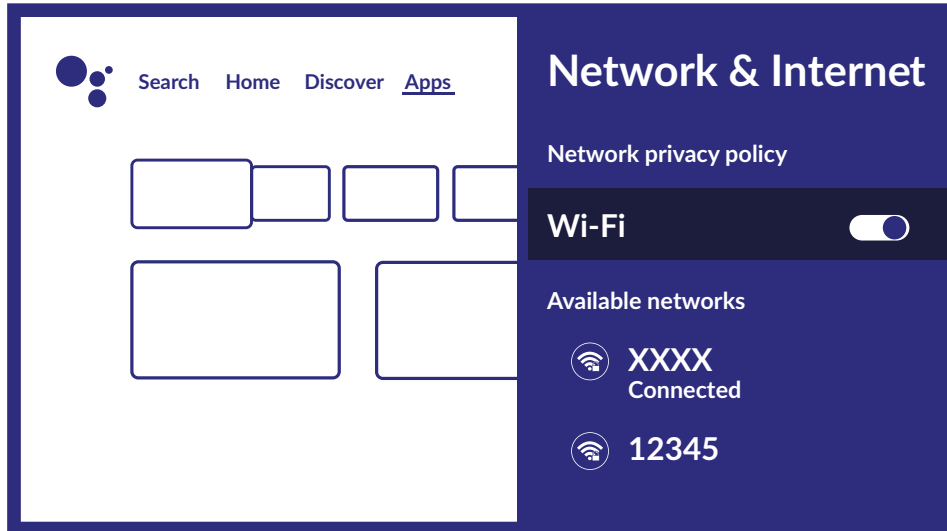 Search Home Discover Apps
Network & Internet
Network privacy policy
Wi-Fi
Available networks
XXXX
Connected
12345